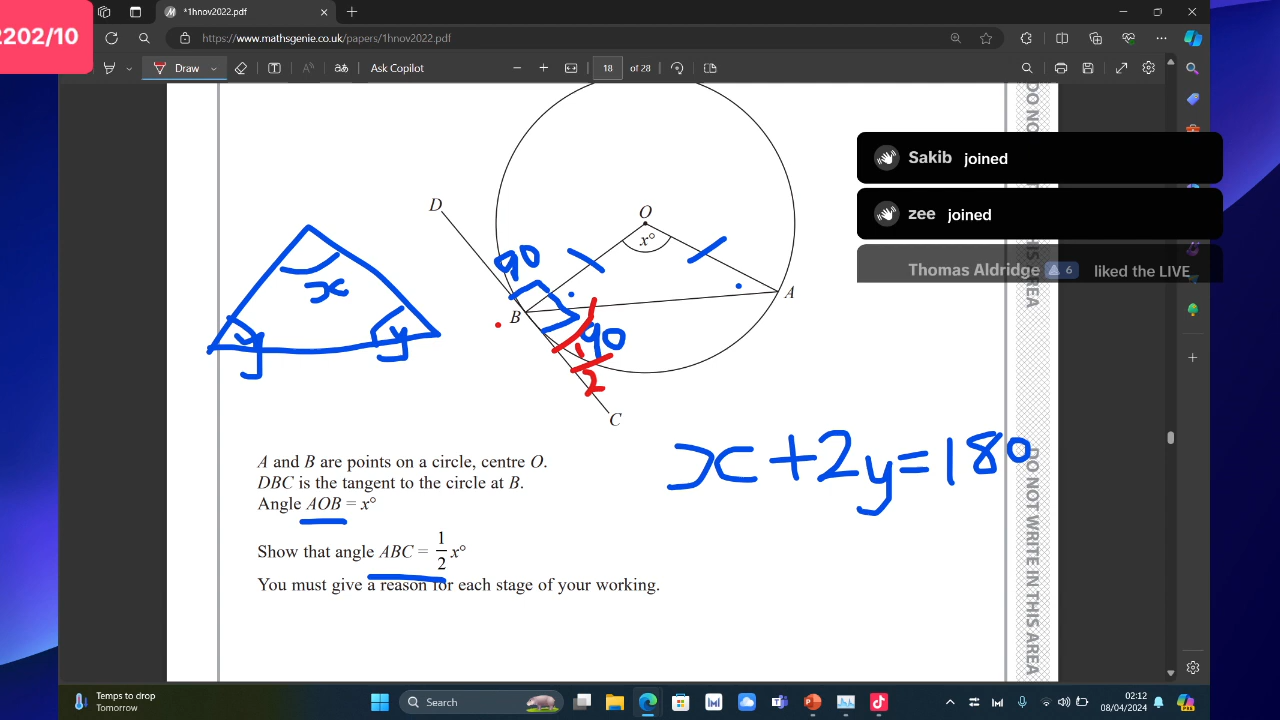 2202/10
*1hnov2022.pdf
https://www.mathsgenie.co.uk/papers/1hnov2022.pdf
Draw
Ask Copilot
18 of 28
Sakib joined
zee joined
Thomas Aldridge 6 liked the LIVE
DO NOT WRITE IN THIS AREA
D
O
x°
A
B
C
90
90
1
2
x
y
y
x+2y=180
A and B are points on a circle, centre O.
DBC is the tangent to the circle at B.
Angle AOB = x°
Show that angle ABC = 1/2 x°
You must give a reason for each stage of your working.
Temps to drop
Tomorrow
Search
02:12
08/04/2024